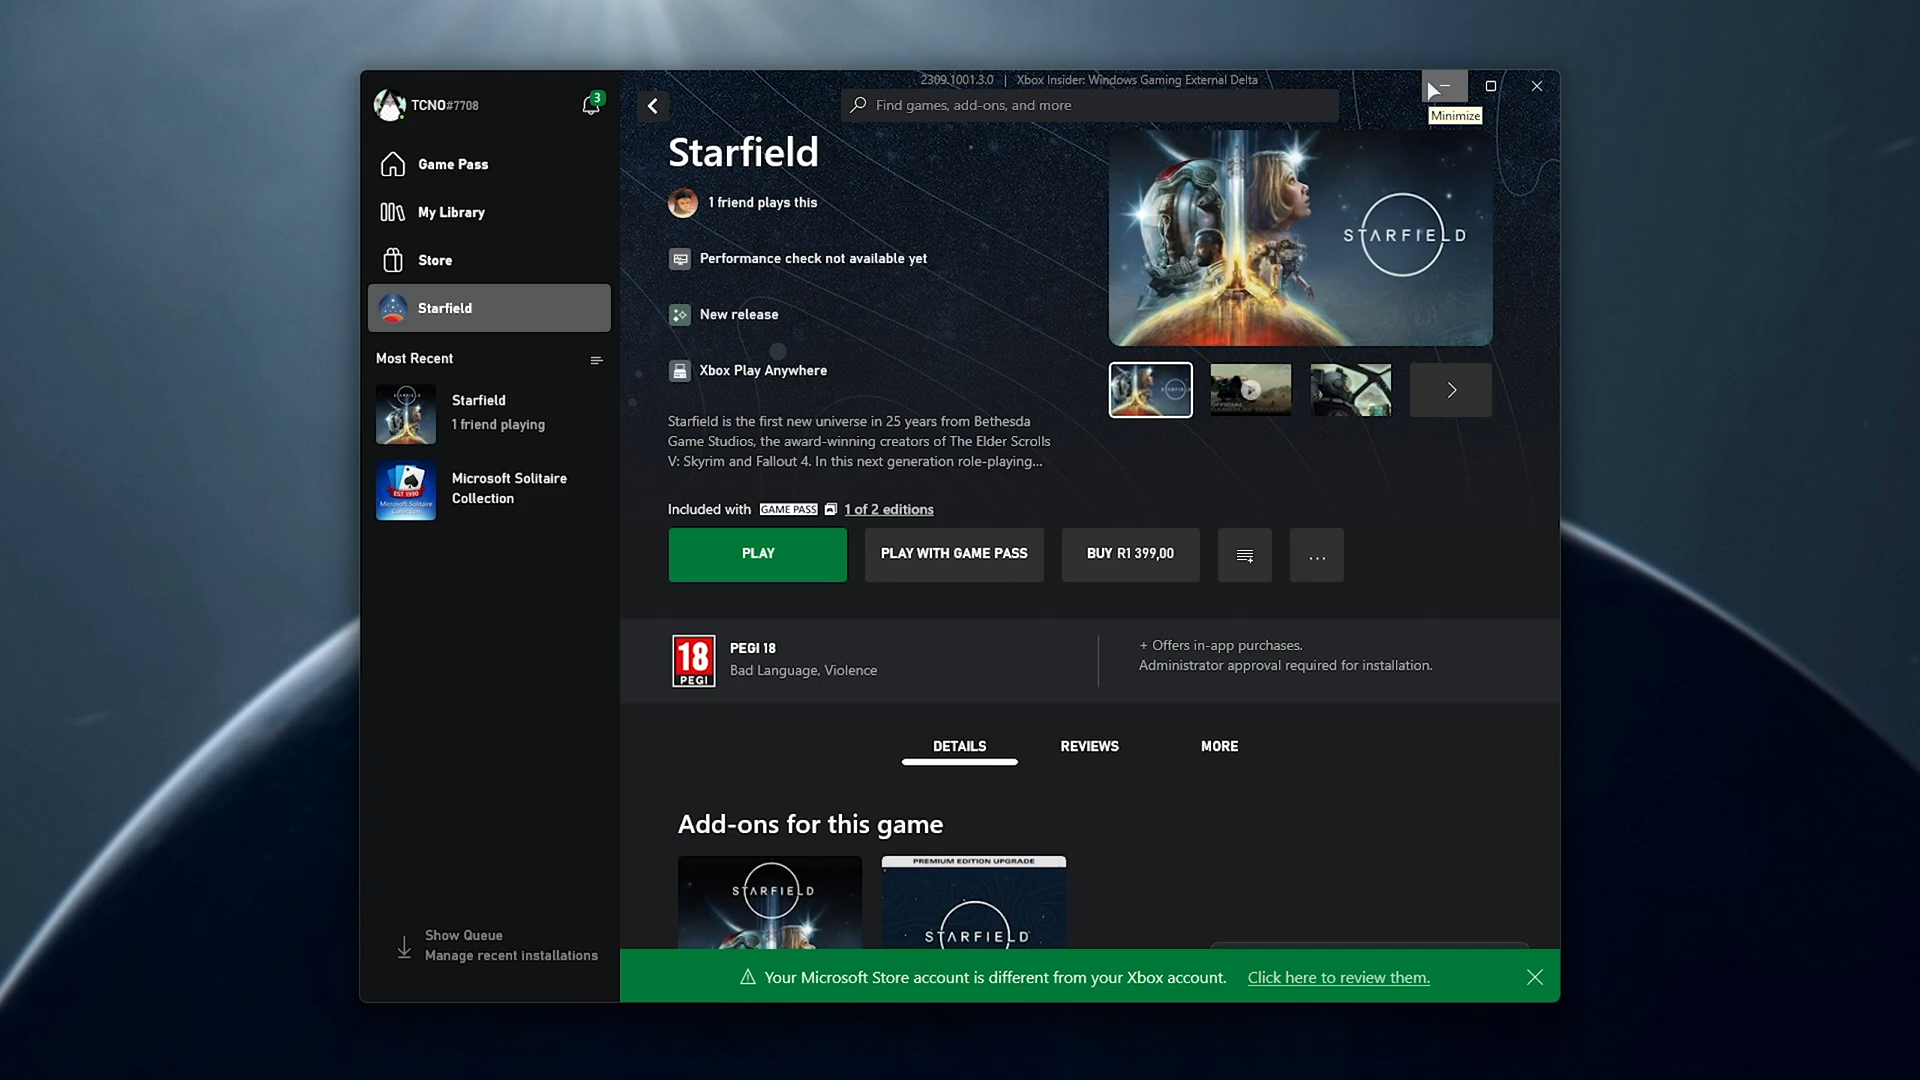 2309.1001.3.0 | Xbox Insider: Windows Gaming External Delta
TCNO#7708
3
Find games, add-ons, and more
Minimize
Game Pass
My Library
Store
Starfield
Most Recent
Starfield
1 friend playing
Microsoft Solitaire
Collection
EST 1990
Microsoft Solitaire
Collection
Show Queue
Manage recent installations
Starfield
1 friend plays this
Performance check not available yet
New release
Xbox Play Anywhere
STARFIELD
Starfield is the first new universe in 25 years from Bethesda
Game Studios, the award-winning creators of The Elder Scrolls
V: Skyrim and Fallout 4. In this next generation role-playing...
Included with GAME PASS 1 of 2 editions
PLAY
PLAY WITH GAME PASS
BUY R1 399,00
...
18
PEGI
PEGI 18
Bad Language, Violence
+ Offers in-app purchases.
Administrator approval required for installation.
DETAILS
REVIEWS
MORE
Add-ons for this game
STARFIELD
PREMIUM EDITION UPGRADE
STARFIELD
Your Microsoft Store account is different from your Xbox account. Click here to review them.